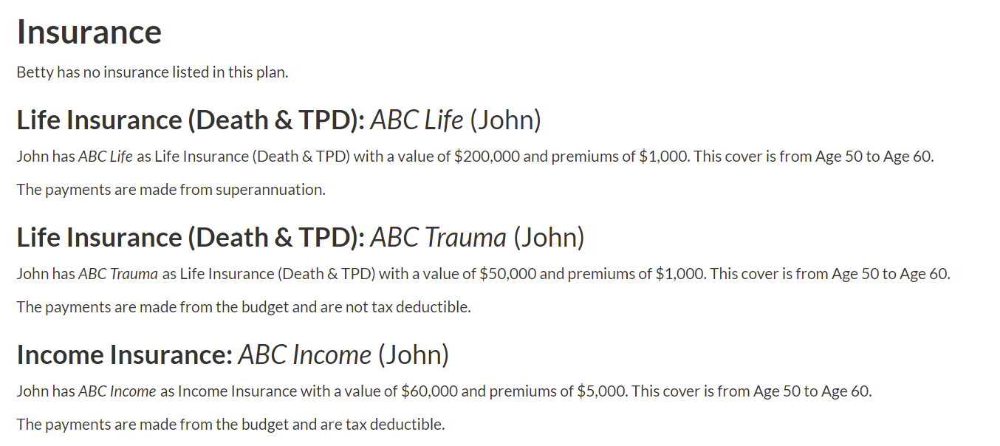 Insurance
Betty has no insurance listed in this plan.
Life Insurance (Death & TPD): ABC Life (John)
John has ABC Life as Life Insurance (Death & TPD) with a value of $200,000 and premiums of $1,000. This cover is from Age 50 to Age 60.
The payments are made from superannuation.
Life Insurance (Death & TPD): ABC Trauma (John)
John has ABC Trauma as Life Insurance (Death & TPD) with a value of $50,000 and premiums of $1,000. This cover is from Age 50 to Age 60.
The payments are made from the budget and are not tax deductible.
Income Insurance: ABC Income (John)
John has ABC Income as Income Insurance with a value of $60,000 and premiums of $5,000. This cover is from Age 50 to Age 60.
The payments are made from the budget and are tax deductible.